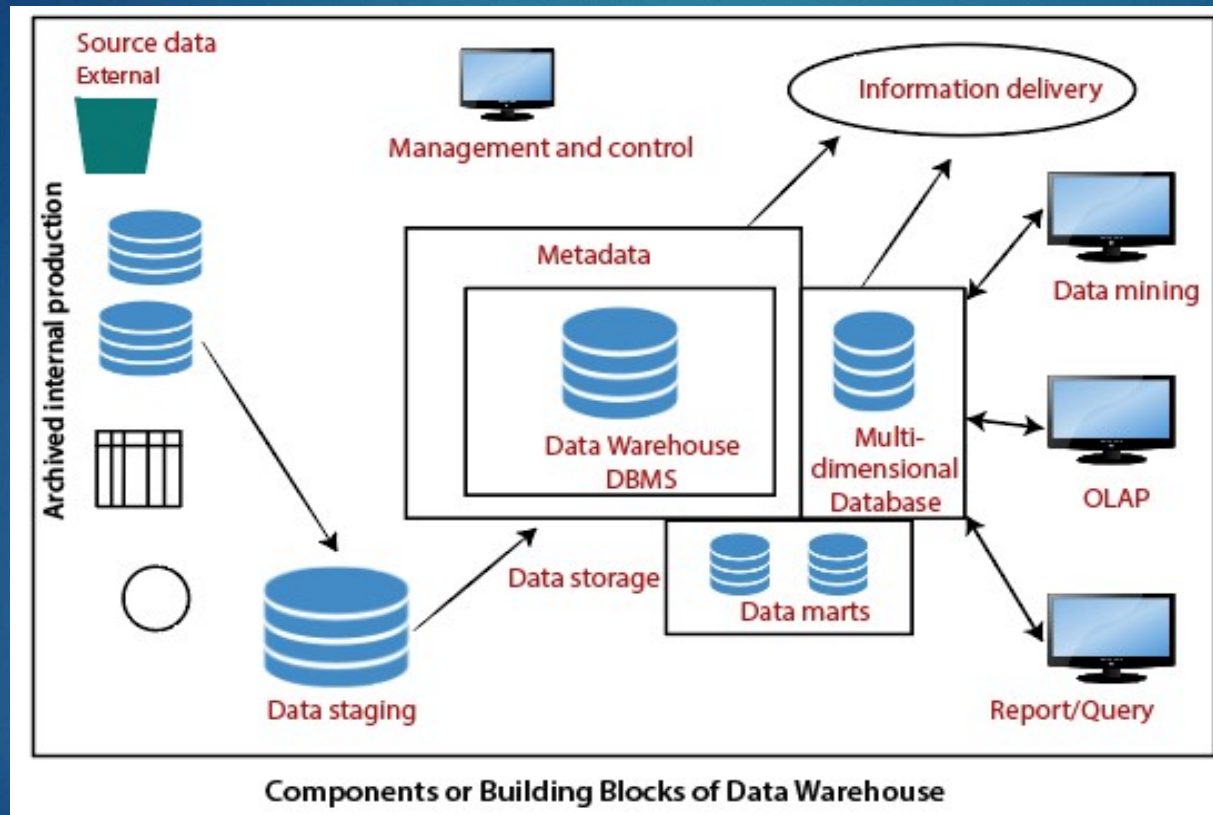 Source data
External
Archived internal production
Management and control
Information delivery
Metadata
Data Warehouse
DBMS
Multi-
dimensional
Database
Data mining
OLAP
Data storage
Data marts
Data staging
Report/Query
Components or Building Blocks of Data Warehouse